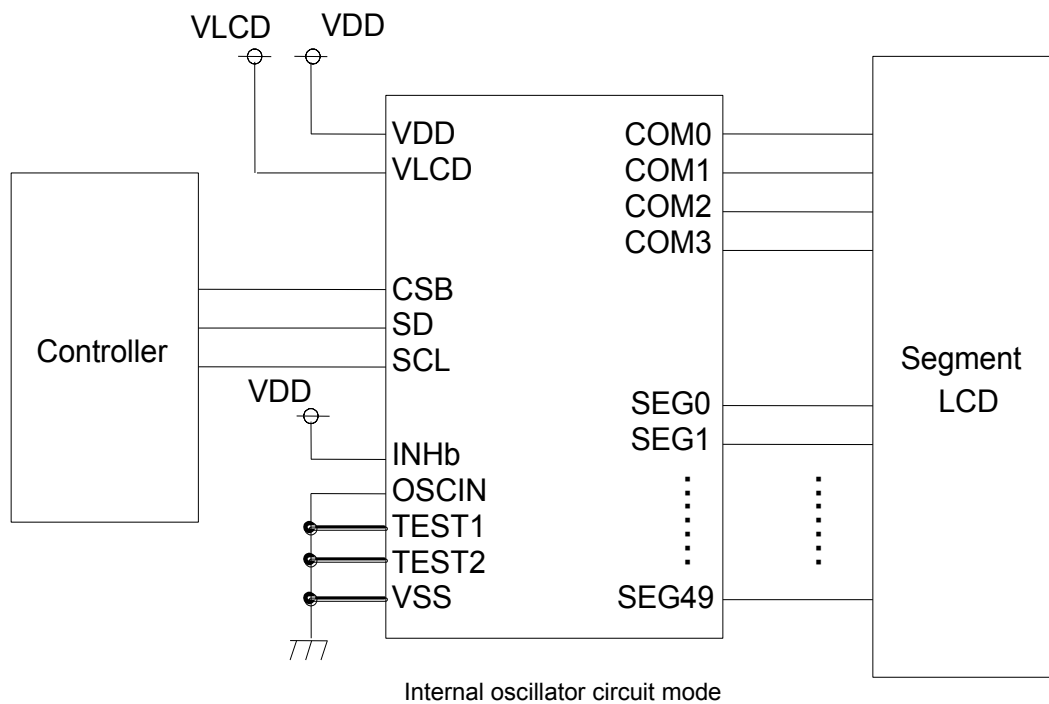 VLCD VDD
VDD
VLCD
CSB
SD
SCL
VDD
INHb
OSCIN
TEST1
TEST2
VSS
COM0
COM1
COM2
COM3
SEG0
SEG1
SEG49
Controller
Segment
LCD
Internal oscillator circuit mode